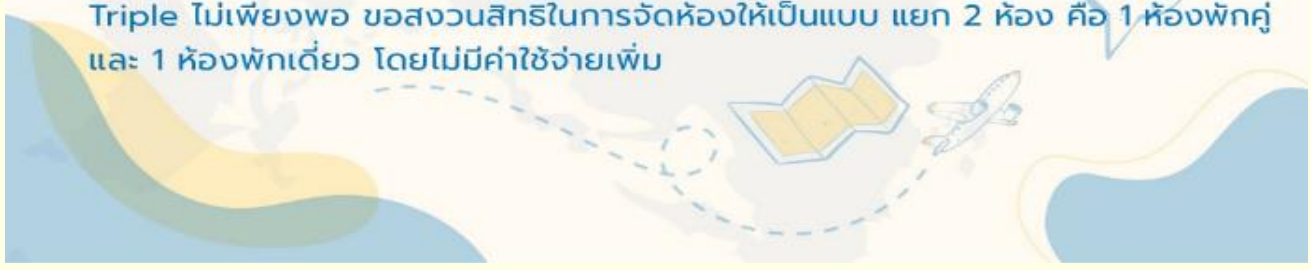 Triple ไม่เพียงพอ ขอสงวนสิทธิในการจัดห้องให้เป็นแบบ แยก 2 ห้อง คือ 1 ห้องพักคู่
และ 1 ห้องพักเดี่ยว โดยไม่มีค่าใช้จ่ายเพิ่ม